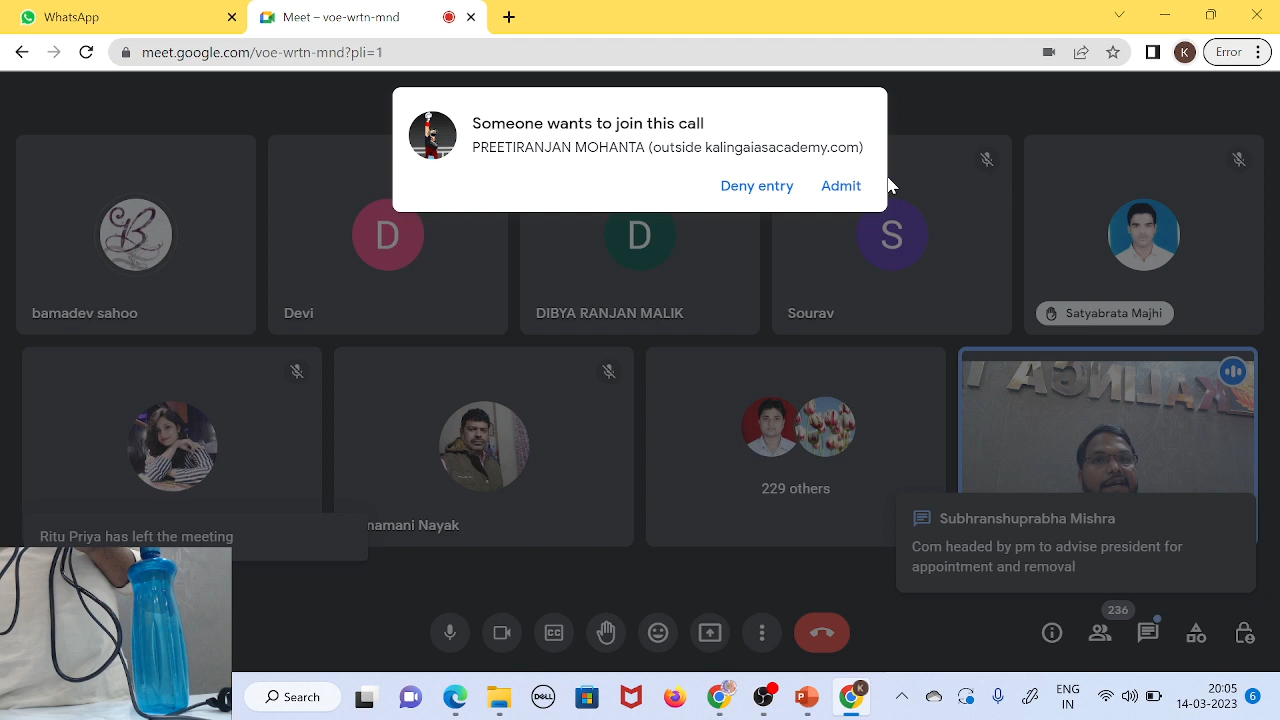 WhatsApp
Meet – voe-wrtn-mnd
meet.google.com/voe-wrtn-mnd?pli=1
K
Error
Someone wants to join this call
PREETIRANJAN MOHANTA (outside kalingaiasacademy.com)
Deny entry
Admit
D
D
S
bamadev sahoo
Devi
DIBYA RANJAN MALIK
Sourav
Satyabrata Majhi
229 others
KALINGA
Ritu Priya has left the meeting
namani Nayak
Subhranshuprabha Mishra
Com headed by pm to advise president for
appointment and removal
236
CC
Search
DELL
K
ENG
IN
20:05
14-03-2023
6